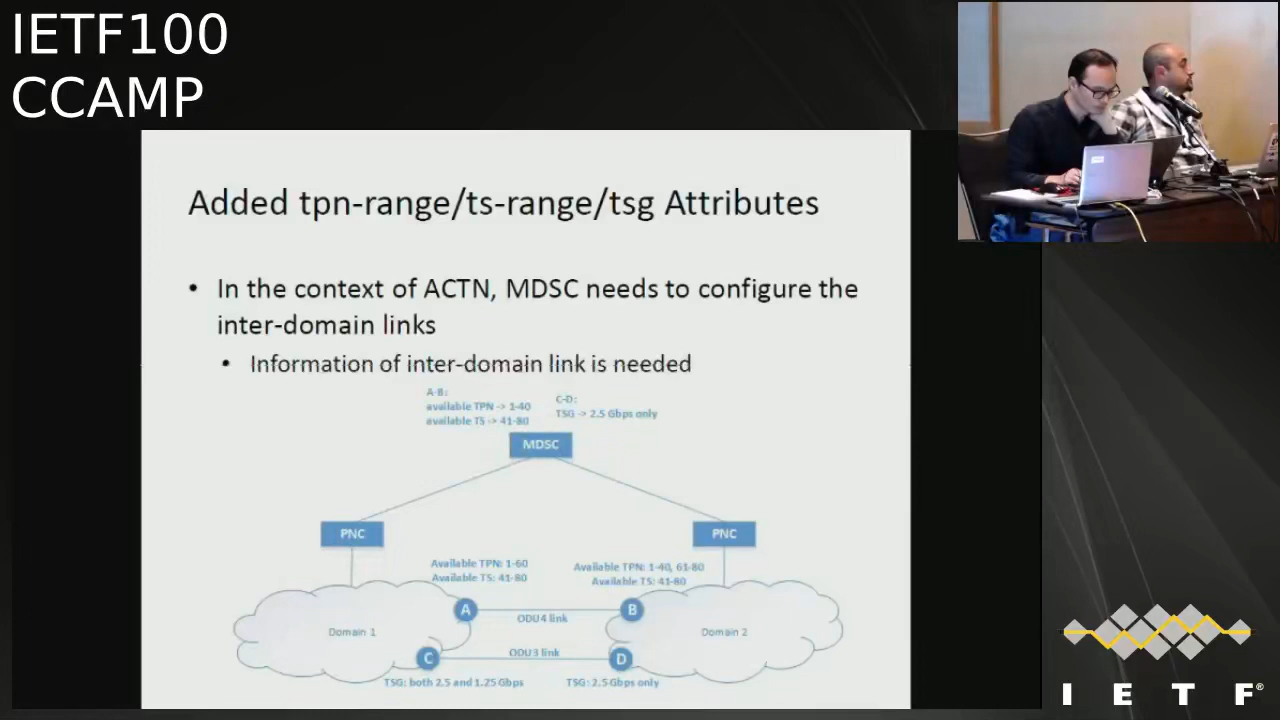 IETF100
CCAMP
Added tpn-range/ts-range/tsg Attributes
• In the context of ACTN, MDSC needs to configure the
inter-domain links
• Information of inter-domain link is needed
A-B:
available TPN -> 1-40
available TS -> 41-80
C-D:
TSG -> 2.5 Gbps only
MDSC
PNC
PNC
Available TPN: 1-60
Available TS: 41-80
Available TPN: 1-40, 61-80
Available TS: 41-80
A
B
ODU4 link
Domain 1
Domain 2
C
D
ODU3 link
TSG: both 2.5 and 1.25 Gbps
TSG: 2.5 Gbps only
I E T F®